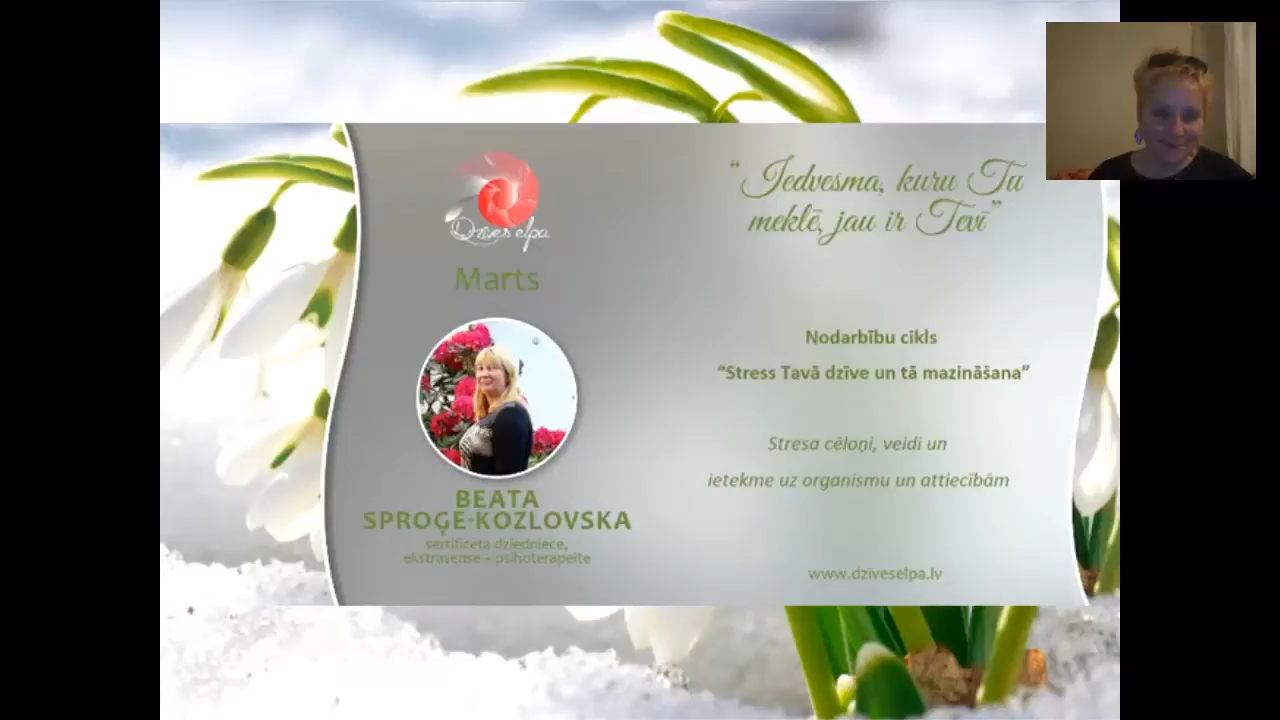 Dzīves elpa
Marts
BEATA
SPROĢE-KOZLOVSKA
sertificēta dziedniece,
ekstrasense – psihoterapeite
“Iedvesma, kuru Tu
meklē, jau ir Tevī”
Nodarbību cikls
“Stress Tavā dzīve un tā mazināšana”
Stresa cēloņi, veidi un
ietekme uz organismu un attiecībām
www.dziveselpa.lv